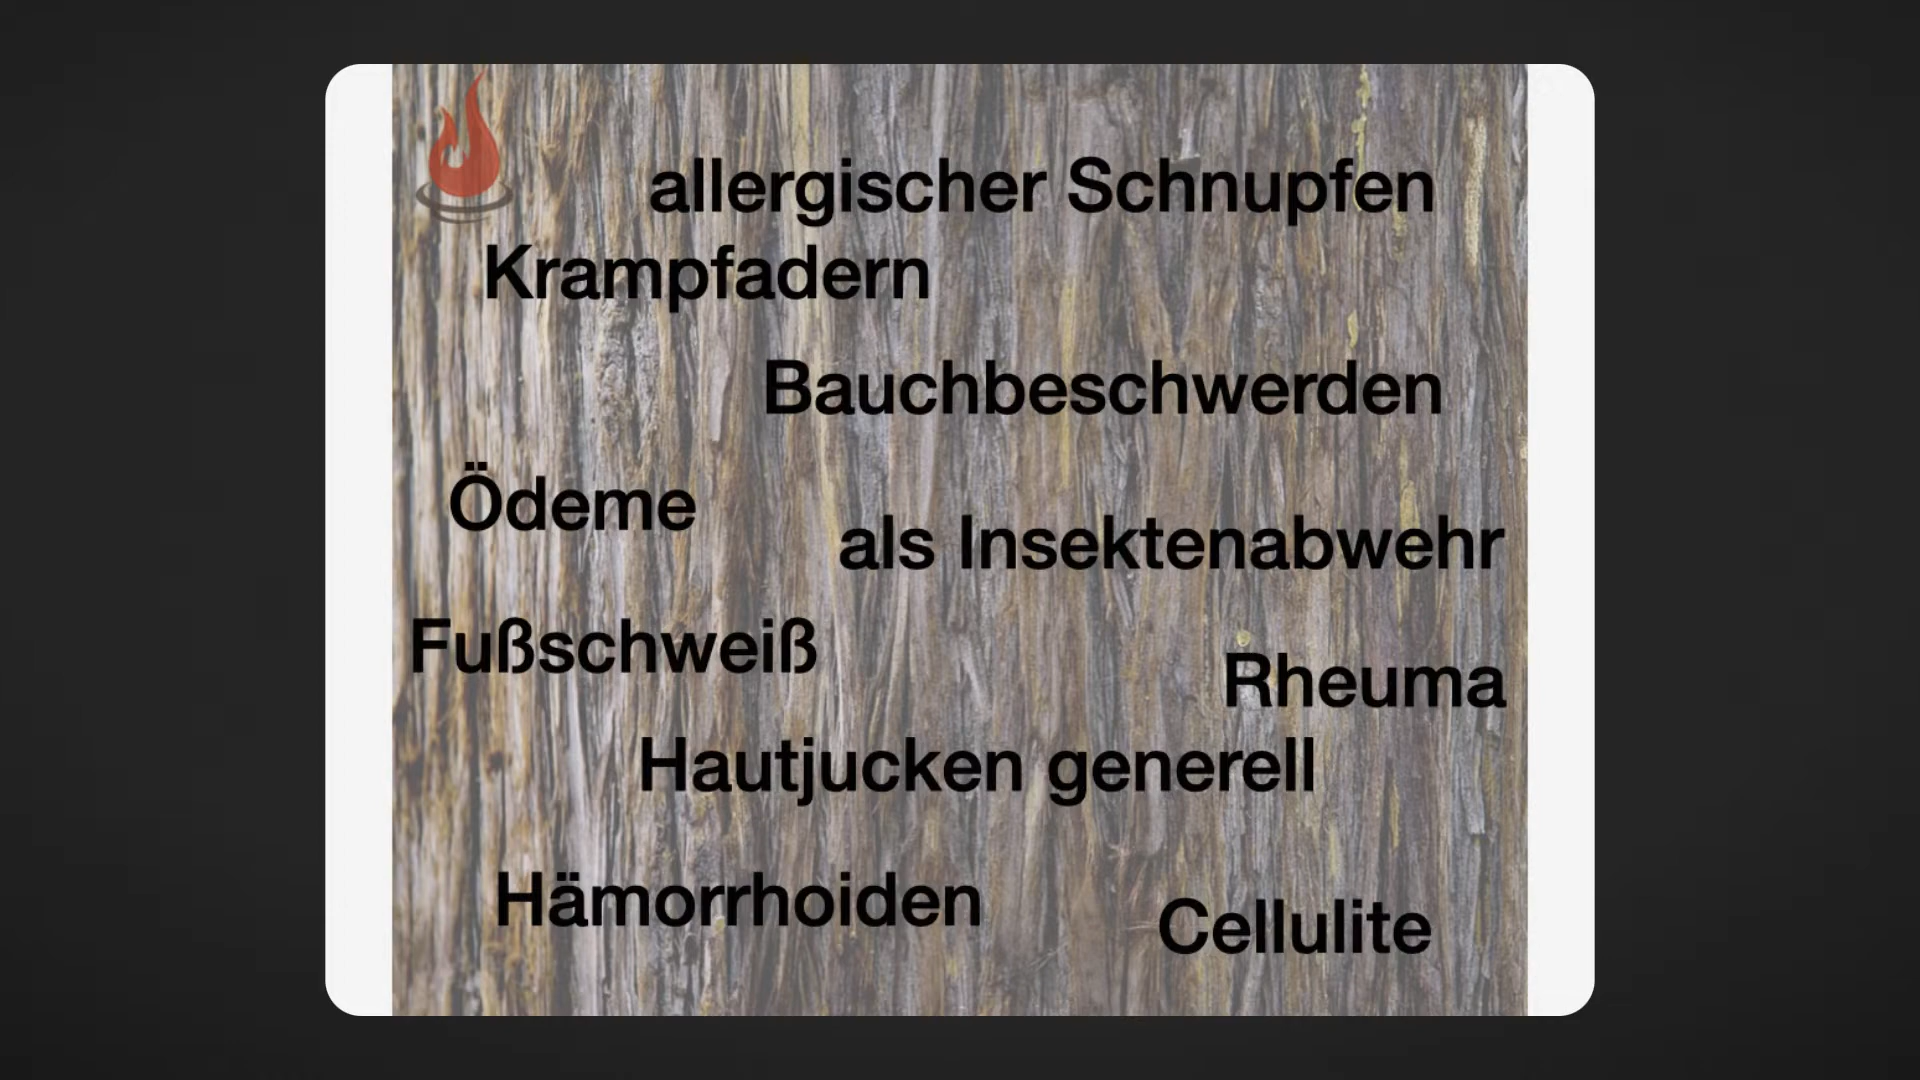 allergischer Schnupfen
Krampfadern
Bauchbeschwerden
Ödeme
als Insektenabwehr
Fußschweiß
Rheuma
Hautjucken generell
Hämorrhoiden
Cellulite